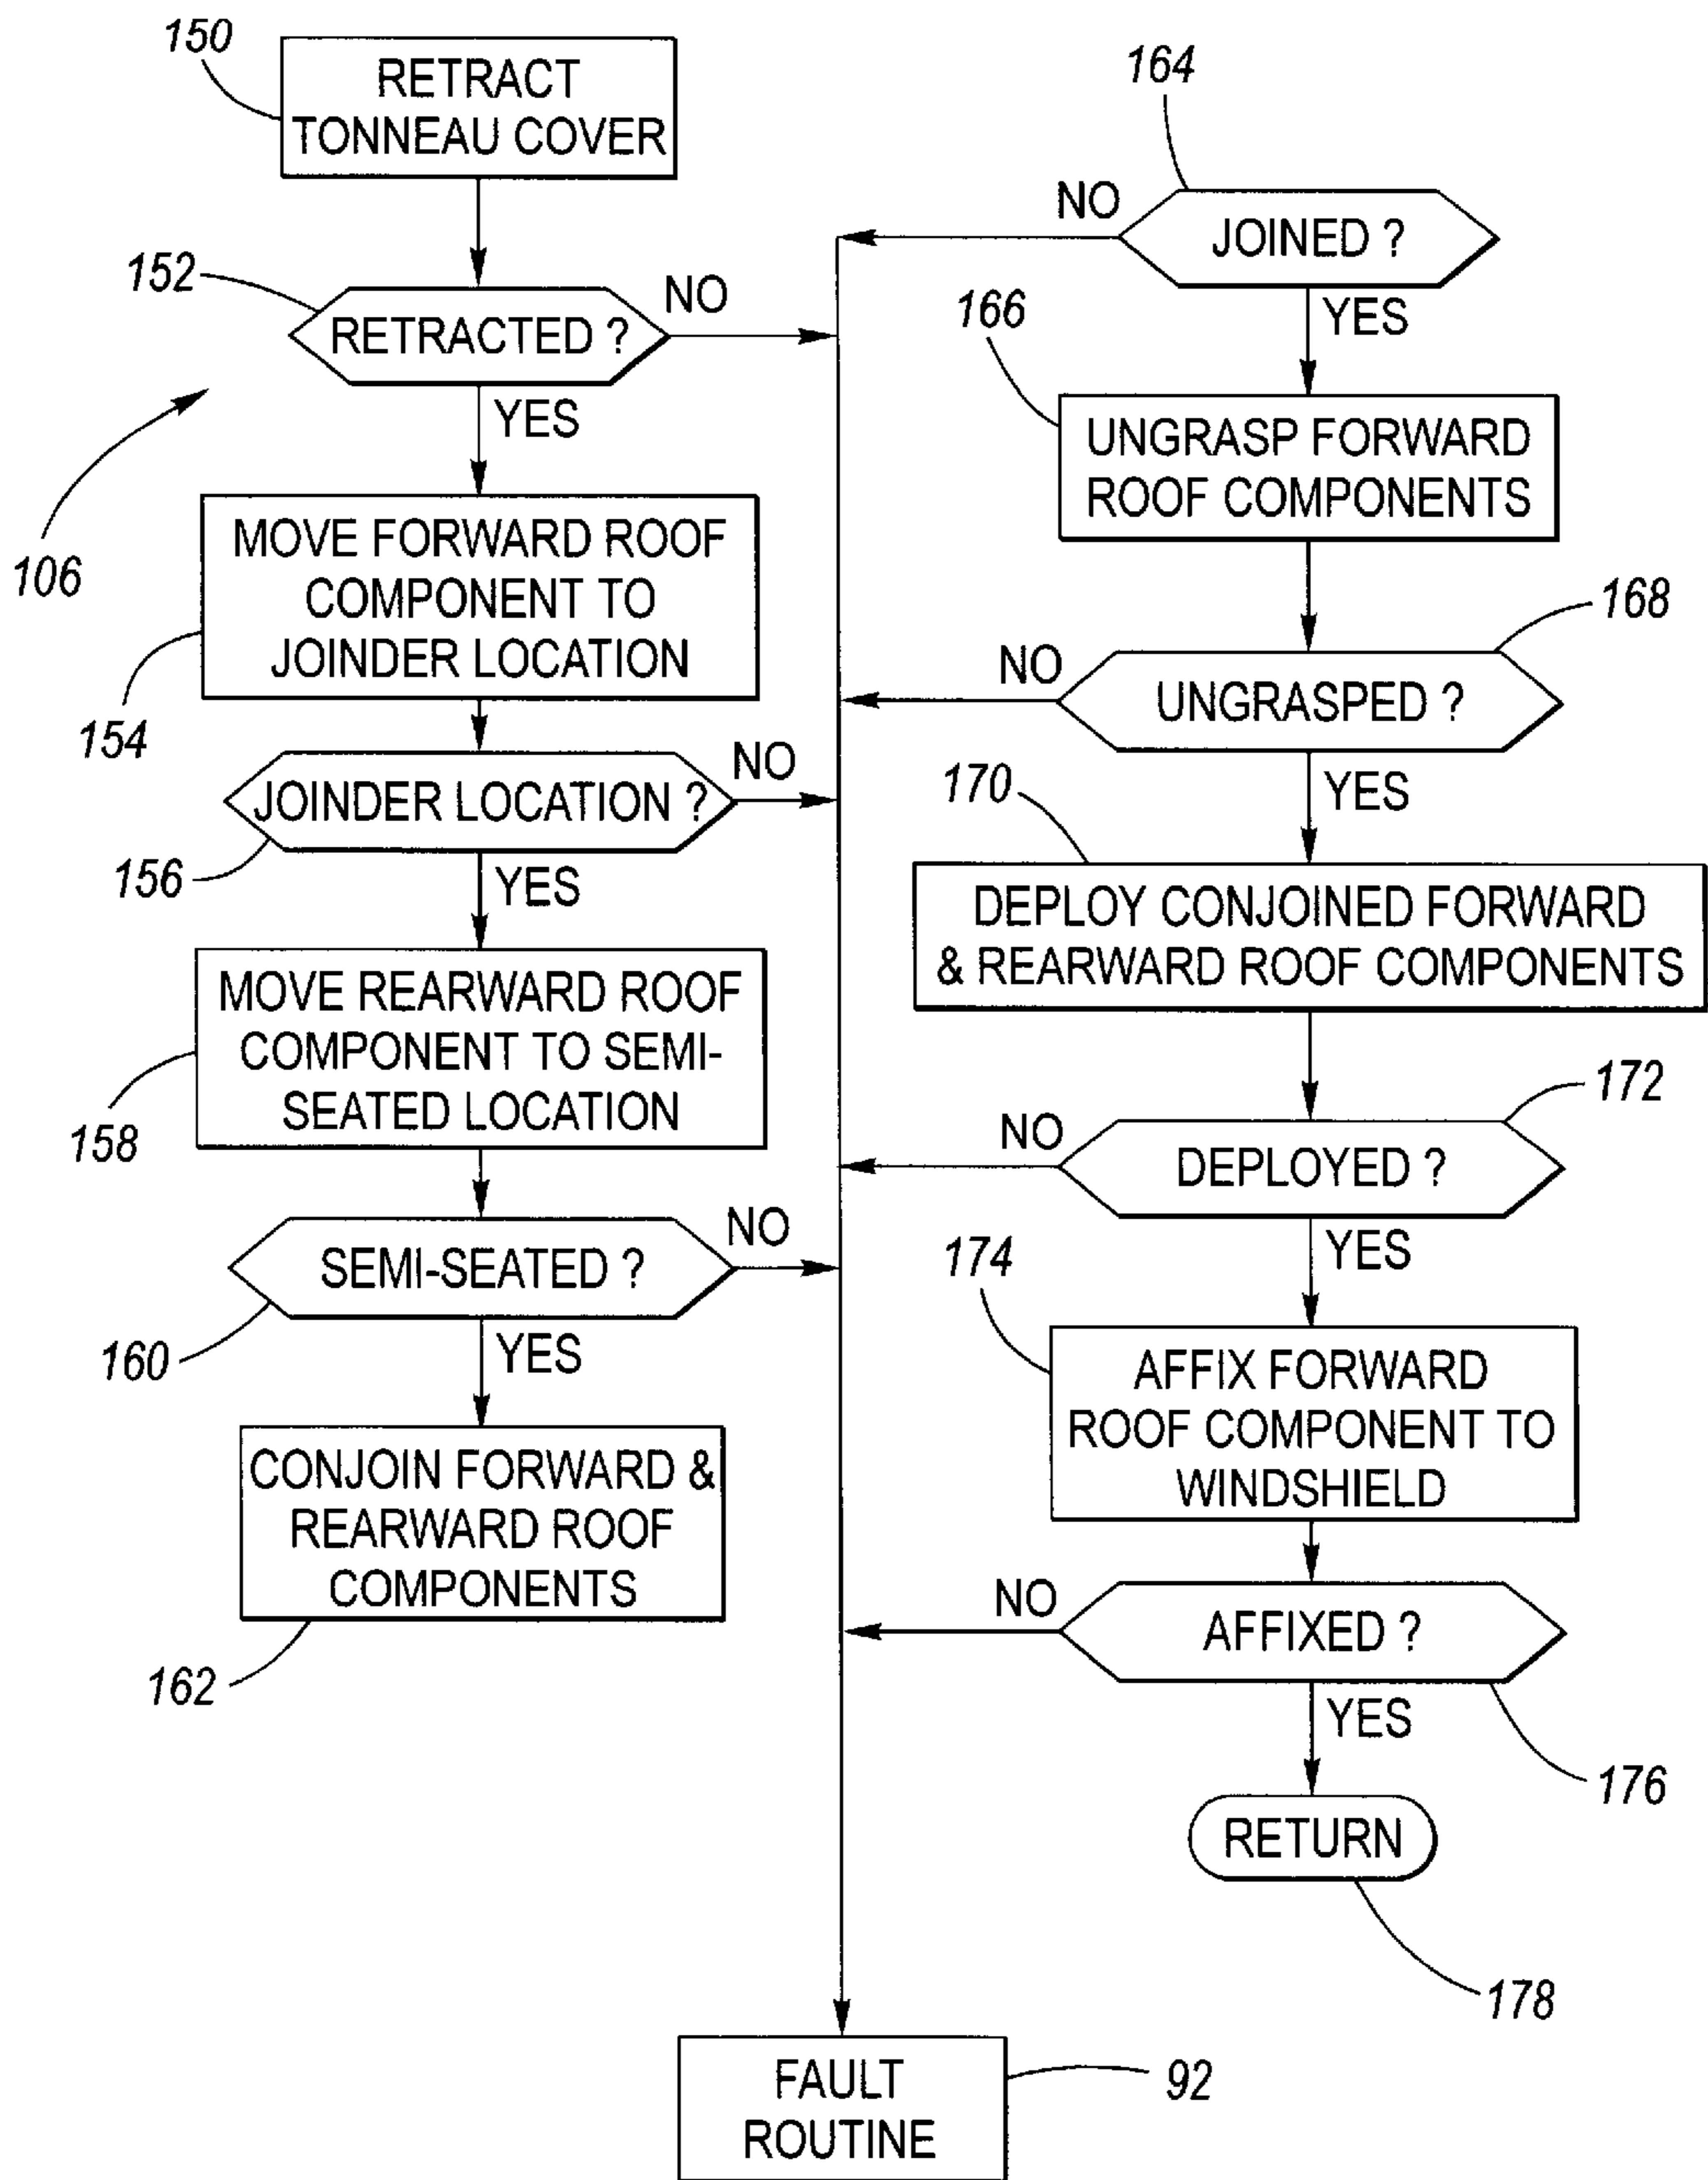 150
RETRACT
TONNEAU COVER
152
RETRACTED ?
NO
YES
106
MOVE FORWARD ROOF
COMPONENT TO
JOINDER LOCATION
154
JOINDER LOCATION ?
NO
156
YES
MOVE REARWARD ROOF
COMPONENT TO SEMI-
SEATED LOCATION
158
SEMI-SEATED ?
NO
160
YES
CONJOIN FORWARD &
REARWARD ROOF
COMPONENTS
162
164
NO
JOINED ?
YES
166
UNGRASP FORWARD
ROOF COMPONENTS
168
NO
UNGRASPED ?
YES
170
DEPLOY CONJOINED FORWARD
& REARWARD ROOF COMPONENTS
172
NO
DEPLOYED ?
YES
174
AFFIX FORWARD
ROOF COMPONENT TO
WINDSHIELD
NO
AFFIXED ?
YES
176
RETURN
178
FAULT
ROUTINE
92